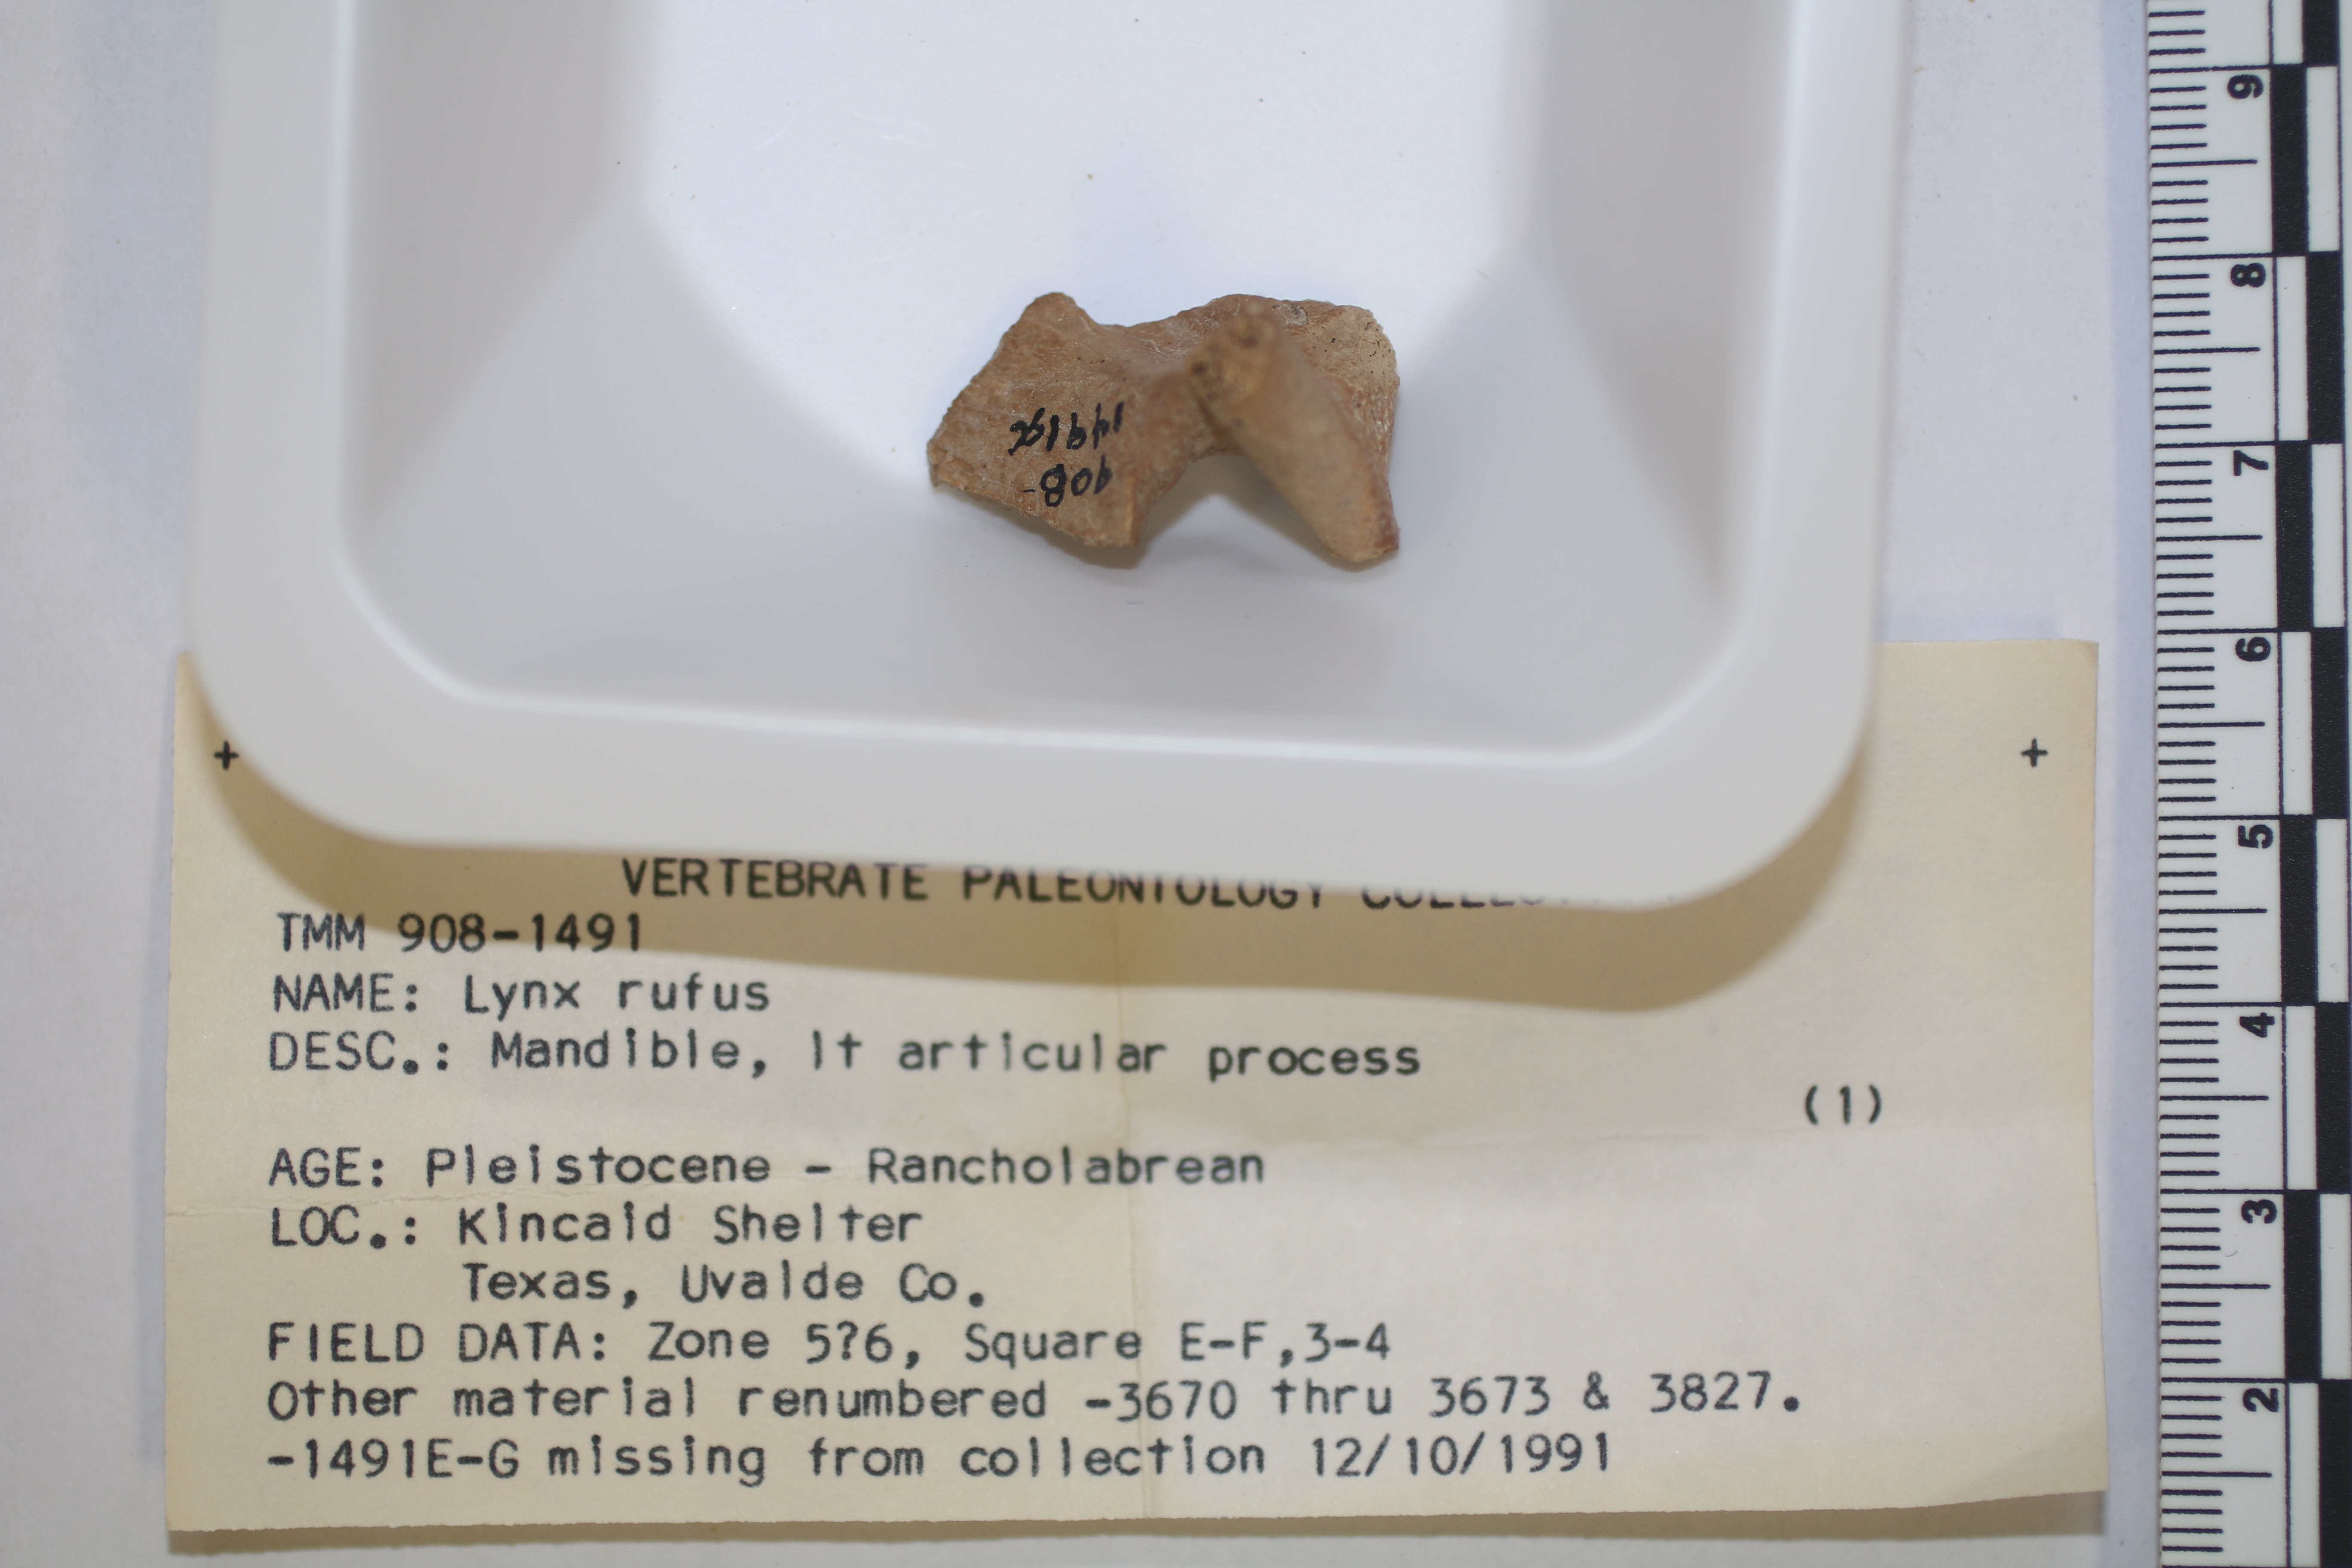 908-
1491
+ +
VERTEBRATE PALEONTOLOGY
TMM 908-1491
NAME: Lynx rufus
DESC.: Mandible, lt articular process
(1)
AGE: Pleistocene - Rancholabrean
LOC.: Kincaid Shelter
Texas, Uvalde Co.
FIELD DATA: Zone 5?6, Square E-F,3-4
Other material renumbered -3670 thru 3673 & 3827.
-1491E-G missing from collection 12/10/1991
9
8
7
6
5
4
3
2